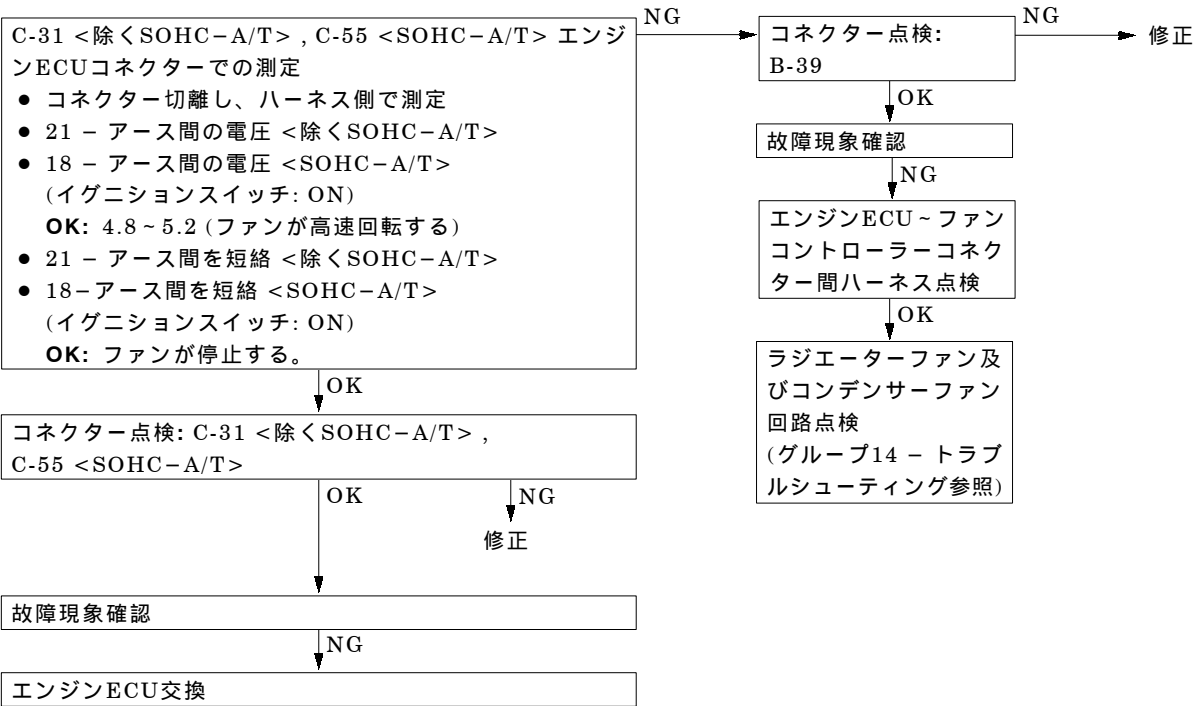 C-31 <除くSOHC−A/T> , C-55 <SOHC−A/T> エンジ
ンECUコネクターでの測定
● コネクター切離し、ハーネス側で測定
● 21 − アース間の電圧 <除くSOHC−A/T>
● 18 − アース間の電圧 <SOHC−A/T>
(イグニションスイッチ: ON)
OK: 4.8 ~ 5.2 (ファンが高速回転する)
● 21 − アース間を短絡 <除くSOHC−A/T>
● 18−アース間を短絡 <SOHC−A/T>
(イグニションスイッチ: ON)
OK: ファンが停止する。
OK
コネクター点検: C-31 <除くSOHC−A/T> ,
C-55 <SOHC−A/T>
OK
NG
修正
故障現象確認
NG
エンジンECU交換
NG
コネクター点検:
B-39
NG
修正
OK
故障現象確認
NG
エンジンECU ~ ファン
コントローラーコネク
ター間ハーネス点検
OK
ラジエーターファン及
びコンデンサーファン
回路点検
(グループ14 − トラブ
ルシューティング参照)